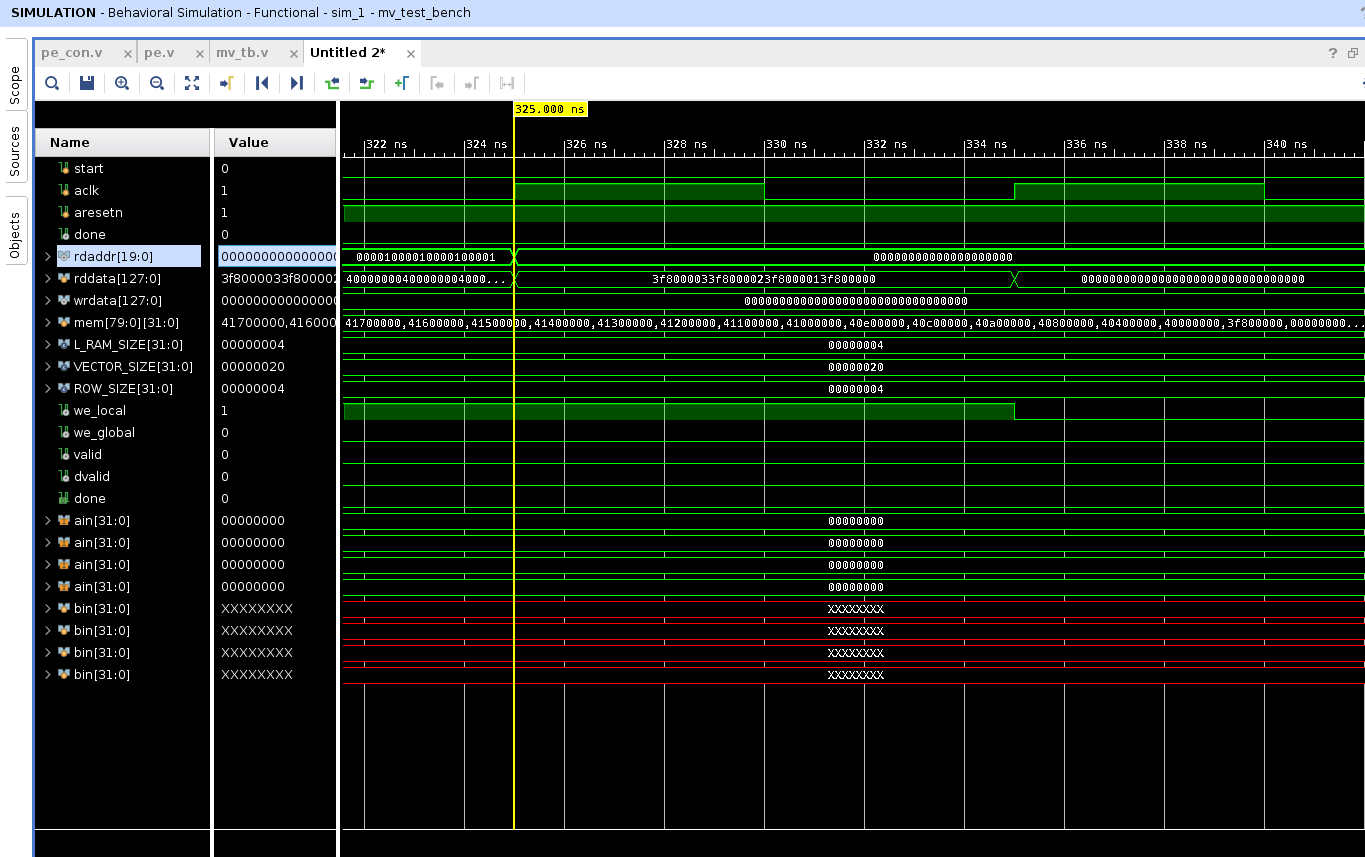 SIMULATION - Behavioral Simulation - Functional - sim_1 - mv_test_bench
?
Scope
Sources
Objects
pe_con.v × pe.v × mv_tb.v × Untitled 2* ×
?
325.000 ns
Name Value
322 ns 324 ns 326 ns 328 ns 330 ns 332 ns 334 ns 336 ns 338 ns 340 ns
start 0
aclk 1
aresetn 1
done 0
rdaddr[19:0] 0000000000000000 00001000010000100001 00000000000000000000
rddata[127:0] 3f8000033f800002 400000004000004000... 3f8000033f8000023f8000013f800000 00000000000000000000000000000000
wrdata[127:0] 0000000000000000 00000000000000000000000000000000
mem[79:0][31:0] 41700000,416000 41700000,41600000,41500000,41400000,41300000,41200000,41100000,41000000,40e00000,40c00000,40a00000,40800000,40400000,40000000,3f800000,00000000...
L_RAM_SIZE[31:0] 00000004 00000004
VECTOR_SIZE[31:0] 00000020 00000020
ROW_SIZE[31:0] 00000004 00000004
we_local 1
we_global 0
valid 0
dvalid 0
done 0
ain[31:0] 00000000 00000000
ain[31:0] 00000000 00000000
ain[31:0] 00000000 00000000
ain[31:0] 00000000 00000000
bin[31:0] XXXXXXXX XXXXXXXX
bin[31:0] XXXXXXXX XXXXXXXX
bin[31:0] XXXXXXXX XXXXXXXX
bin[31:0] XXXXXXXX XXXXXXXX